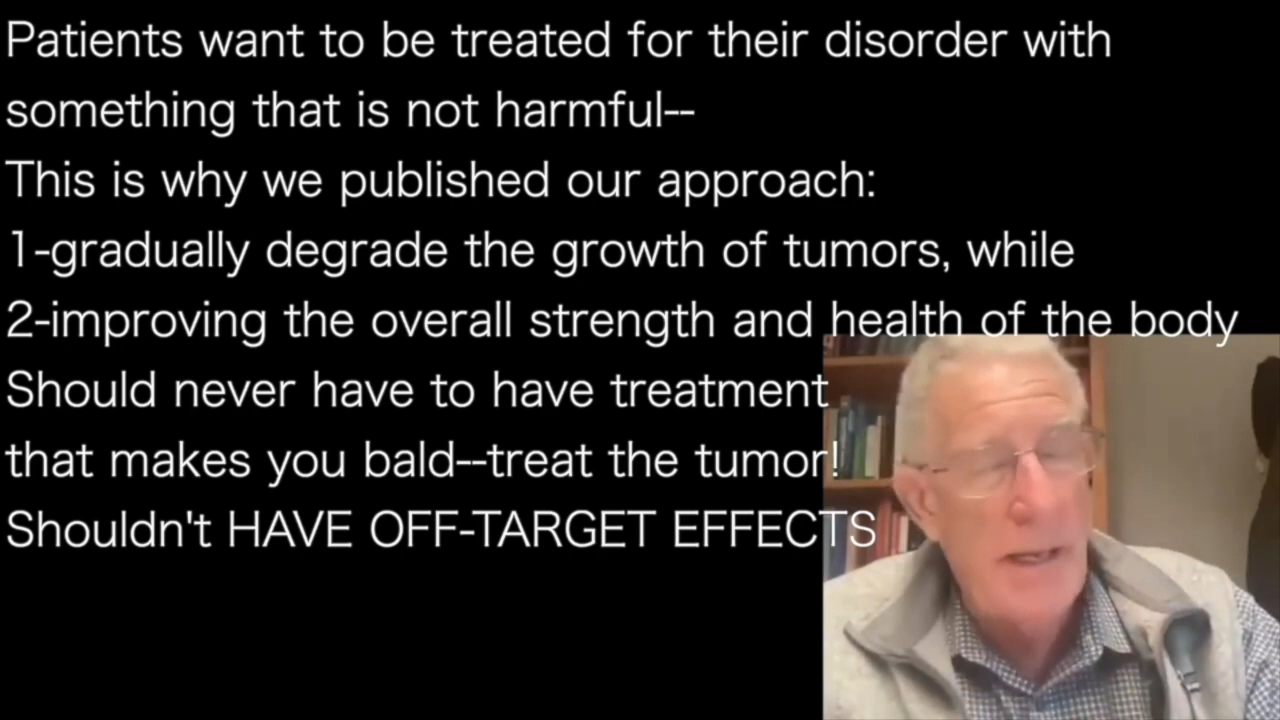 Patients want to be treated for their disorder with
something that is not harmful--
This is why we published our approach:
1-gradually degrade the growth of tumors, while
2-improving the overall strength and health of the body
Should never have to have treatment
that makes you bald--treat the tumor!
Shouldn't HAVE OFF-TARGET EFFECTS